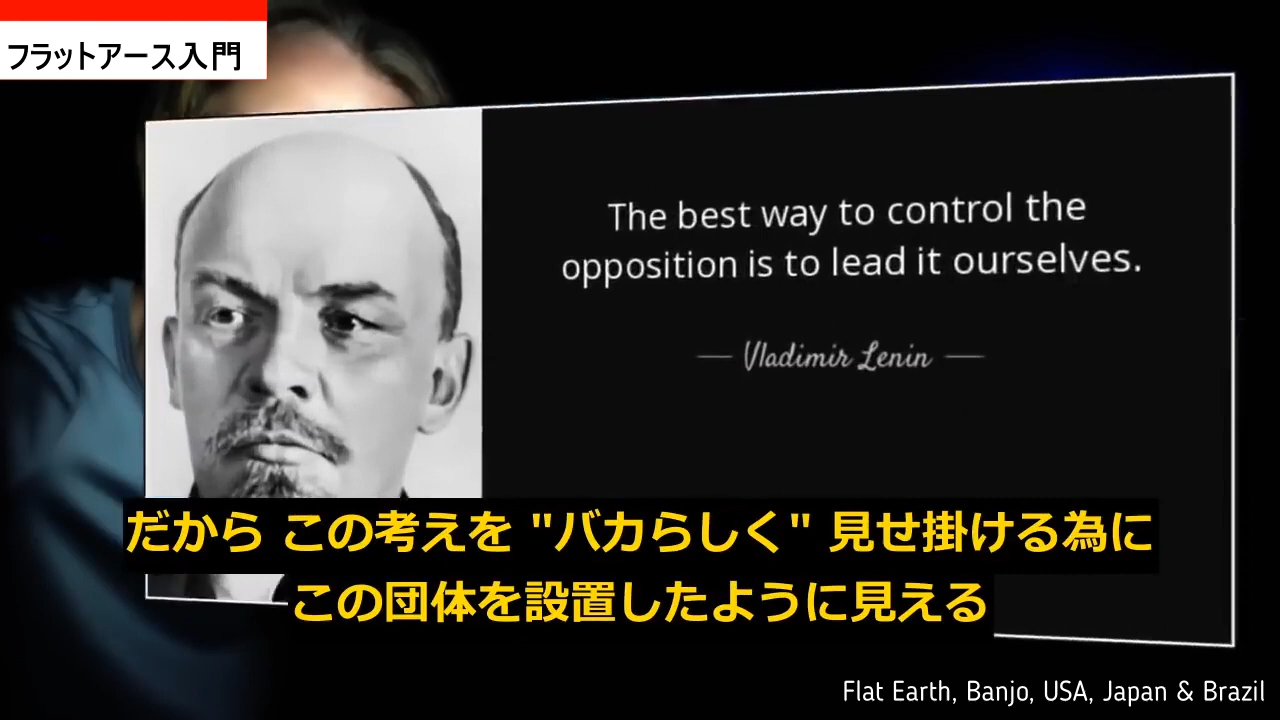 フラットアース入門
The best way to control the
opposition is to lead it ourselves.
— Vladimir Lenin —
だから この考えを "バカらしく" 見せ掛ける為に
この団体を設置したように見える
Flat Earth, Banjo, USA, Japan & Brazil